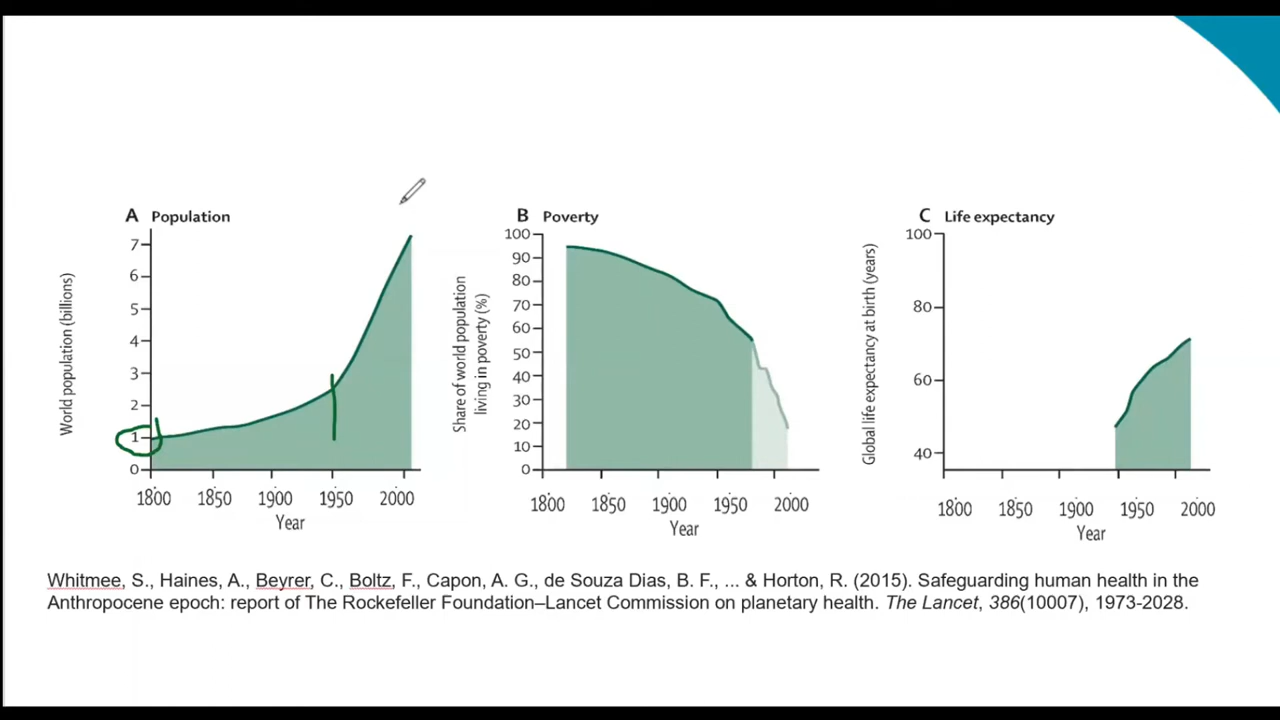 A Population
World population (billions)
7
6
5
4
3
2
1
0
1800 1850 1900 1950 2000
Year
B Poverty
Share of world population
living in poverty (%)
100
90
80
70
60
50
40
30
20
10
0
1800 1850 1900 1950 2000
Year
C Life expectancy
Global life expectancy at birth (years)
100
80
60
40
1800 1850 1900 1950 2000
Year
Whitmee, S., Haines, A., Beyrer, C., Boltz, F., Capon, A. G., de Souza Dias, B. F., ... & Horton, R. (2015). Safeguarding human health in the
Anthropocene epoch: report of The Rockefeller Foundation–Lancet Commission on planetary health. The Lancet, 386(10007), 1973-2028.